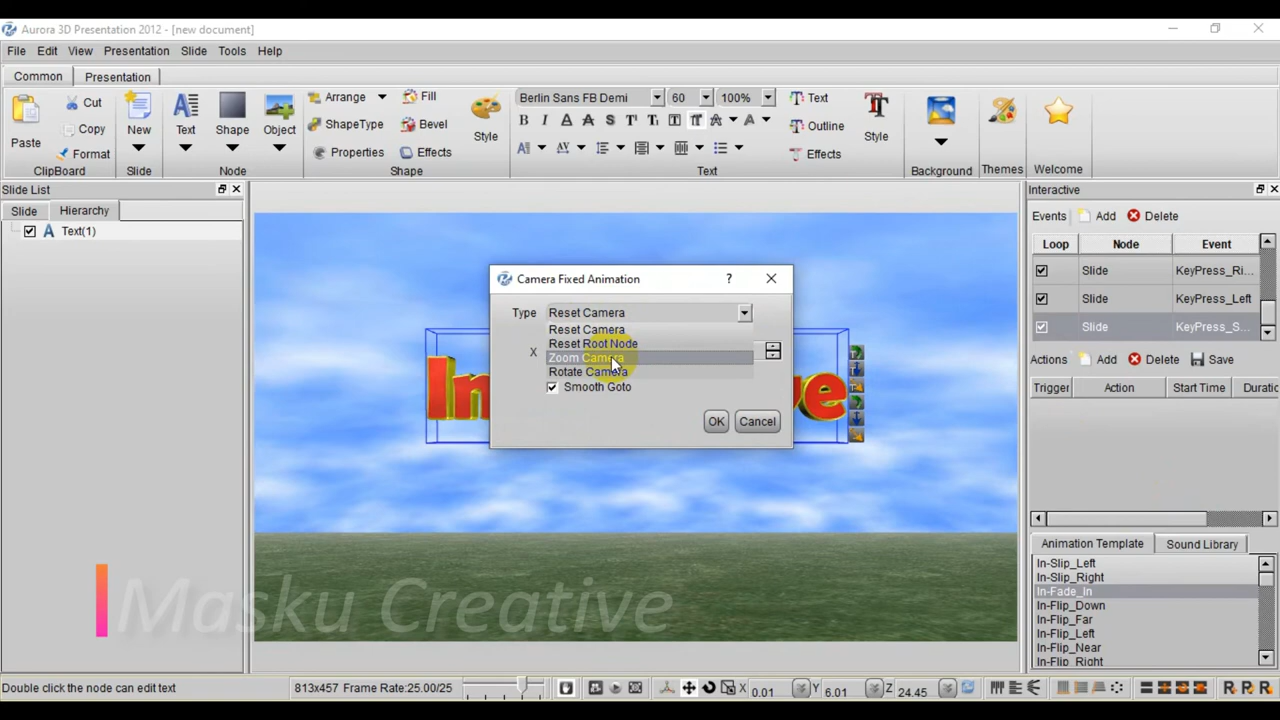 Aurora 3D Presentation 2012 - [new document]
File Edit View Presentation Slide Tools Help
Common Presentation
Paste Cut Copy Format ClipBoard
New Slide
Text Shape Object Node
Arrange ShapeType Properties Fill Bevel Effects Style Shape
Berlin Sans FB Demi 60 100% Text Outline Effects Style Text
Background Themes Welcome
Slide List
Slide Hierarchy
Text(1)
Interactive
Events Add Delete
Loop Node Event
Slide KeyPress_Ri...
Slide KeyPress_Left
Slide KeyPress_S...
Actions Add Delete Save
Trigger Action Start Time Duratio
Camera Fixed Animation ?
Type Reset Camera
Reset Camera
Reset Root Node
X Zoom Camera
Rotate Camera
Smooth Goto
OK Cancel
Animation Template Sound Library
In-Slip_Left
In-Slip_Right
In-Fade_In
In-Flip_Down
In-Flip_Far
In-Flip_Left
In-Flip_Near
In-Flip_Right
Masku Creative
Double click the node can edit text 813x457 Frame Rate:25.00/25 X 0.01 Y 6.01 Z 24.45